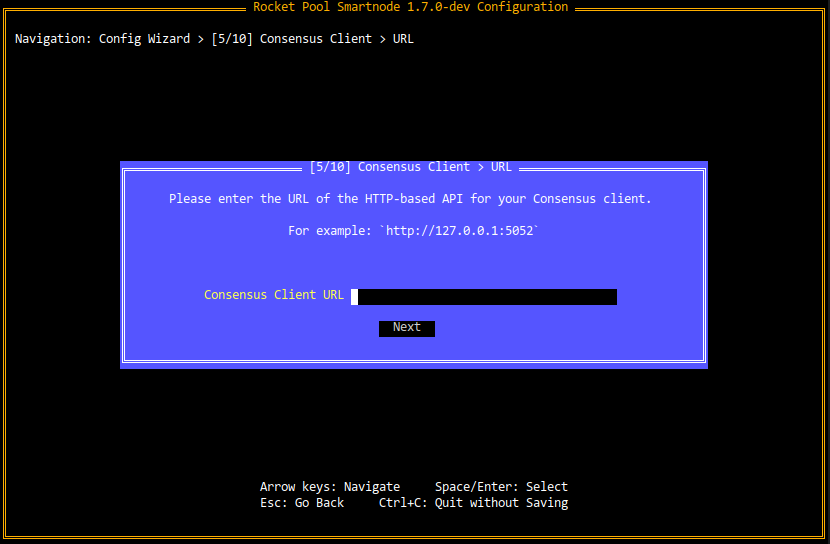 Rocket Pool Smartnode 1.7.0-dev Configuration
Navigation: Config Wizard > [5/10] Consensus Client > URL
[5/10] Consensus Client > URL
Please enter the URL of the HTTP-based API for your Consensus client.
For example: `http://127.0.0.1:5052`
Consensus Client URL
Next
Arrow keys: Navigate     Space/Enter: Select
Esc: Go Back     Ctrl+C: Quit without Saving